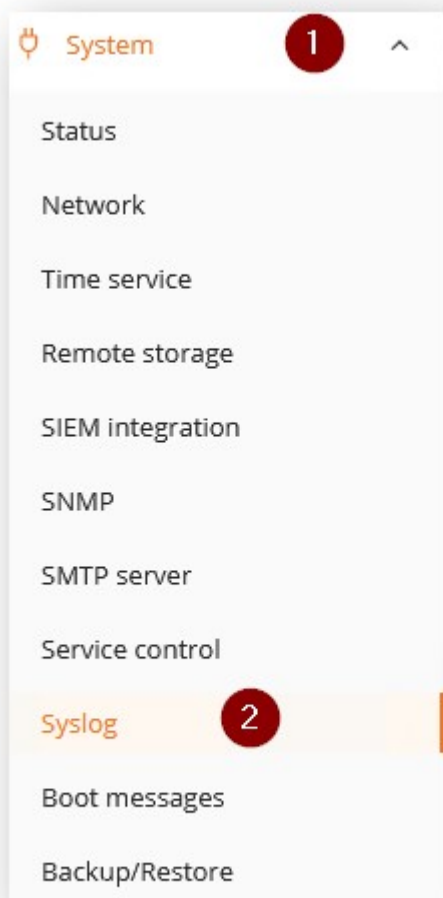 System 1
Status
Network
Time service
Remote storage
SIEM integration
SNMP
SMTP server
Service control
Syslog 2
Boot messages
Backup/Restore